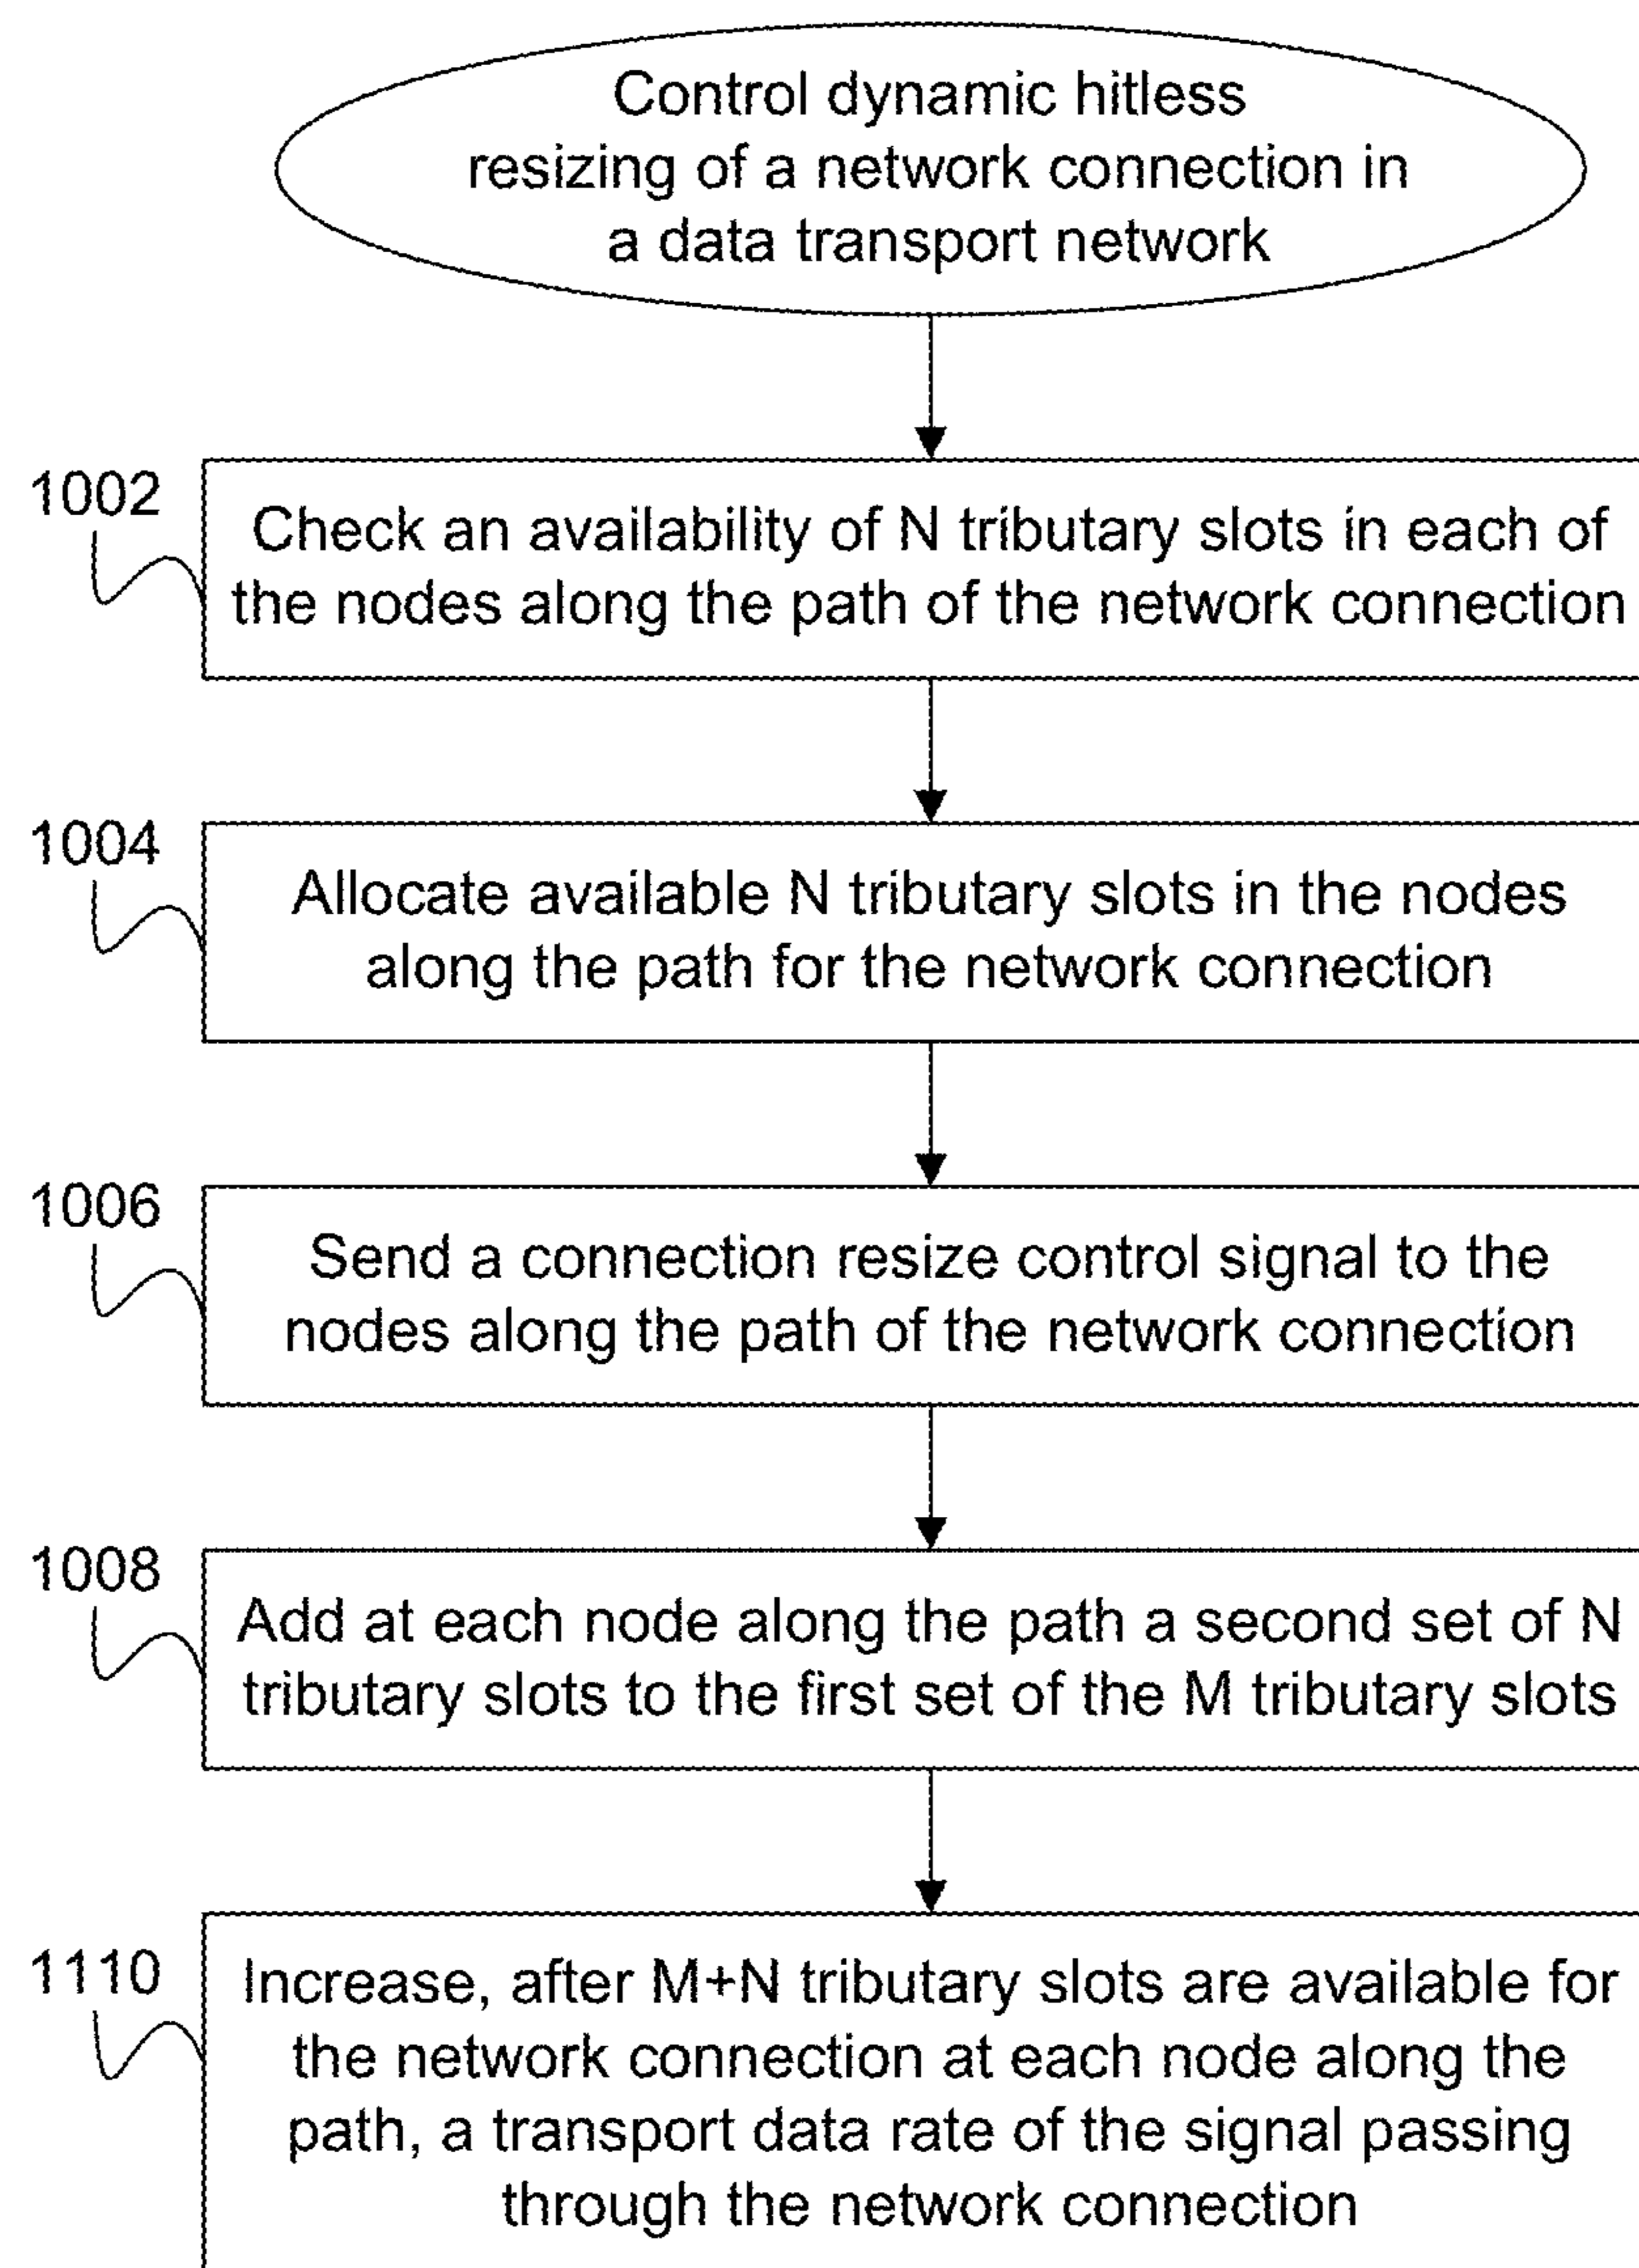 Control dynamic hitless
resizing of a network connection in
a data transport network
1002
Check an availability of N tributary slots in each of
the nodes along the path of the network connection
1004
Allocate available N tributary slots in the nodes
along the path for the network connection
1006
Send a connection resize control signal to the
nodes along the path of the network connection
1008
Add at each node along the path a second set of N
tributary slots to the first set of the M tributary slots
1110
Increase, after M+N tributary slots are available for
the network connection at each node along the
path, a transport data rate of the signal passing
through the network connection